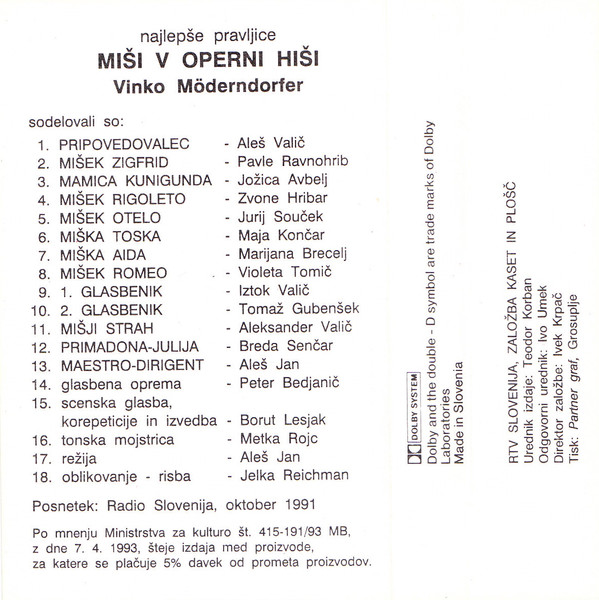 najlepše pravljice
MIŠI V OPERNI HIŠI
Vinko Möderndorfer
sodelovali so:
1. PRIPOVEDOVALEC - Aleš Valič
2. MIŠEK ZIGFRID - Pavle Ravnohrib
3. MAMICA KUNIGUNDA - Jožica Avbelj
4. MIŠEK RIGOLETO - Zvone Hribar
5. MIŠEK OTELO - Jurij Souček
6. MIŠKA TOSKA - Maja Končar
7. MIŠKA AIDA - Marijana Brecelj
8. MIŠEK ROMEO - Violeta Tomič
9. 1. GLASBENIK - Iztok Valič
10. 2. GLASBENIK - Tomaž Gubenšek
11. MIŠJI STRAH - Aleksander Valič
12. PRIMADONA-JULIJA - Breda Senčar
13. MAESTRO-DIRIGENT - Aleš Jan
14. glasbena oprema - Peter Bedjanič
15. scenska glasba,
korepeticije in izvedba - Borut Lesjak
16. tonska mojstrica - Metka Rojc
17. režija - Aleš Jan
18. oblikovanje - risba - Jelka Reichman
Posnetek: Radio Slovenija, oktober 1991
Po mnenju Ministrstva za kulturo št. 415-191/93 MB,
z dne 7. 4. 1993, šteje izdaja med proizvode,
za katere se plačuje 5% davek od prometa proizvodov.
DOLBY SYSTEM
Dolby and the double - D symbol are trade marks of Dolby
Laboratories
Made in Slovenia
RTV SLOVENIJA, ZALOŽBA KASET IN PLOŠČ
Urednik izdaje: Teodor Korban
Odgovorni urednik: Ivo Umek
Direktor založbe: Ivek Krpač
Tisk: Partner graf, Grosuplje